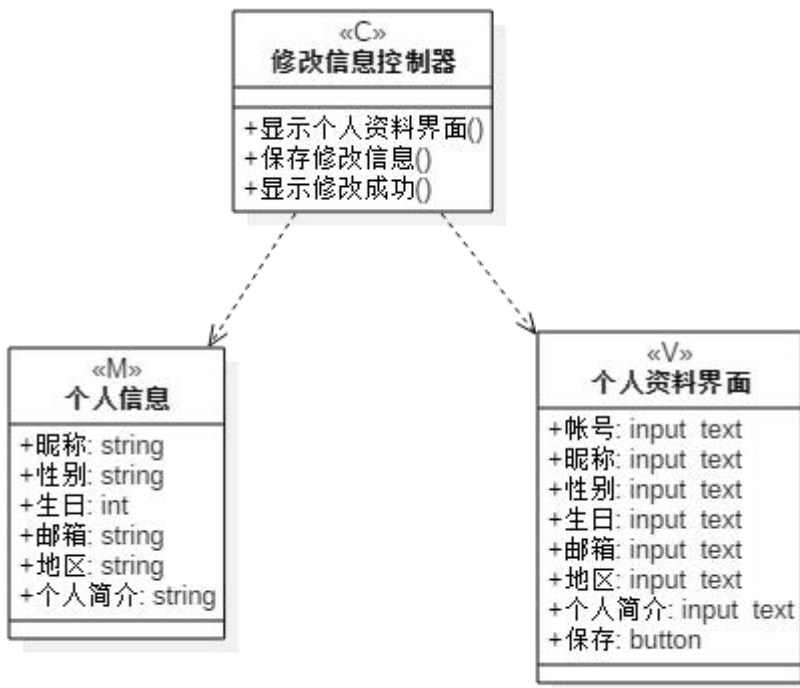 «C»
修改信息控制器
+显示个人资料界面()
+保存修改信息()
+显示修改成功()
«M»
个人信息
+昵称: string
+性别: string
+生日: int
+邮箱: string
+地区: string
+个人简介: string
«V»
个人资料界面
+帐号: input text
+昵称: input text
+性别: input text
+生日: input text
+邮箱: input text
+地区: input text
+个人简介: input text
+保存: button